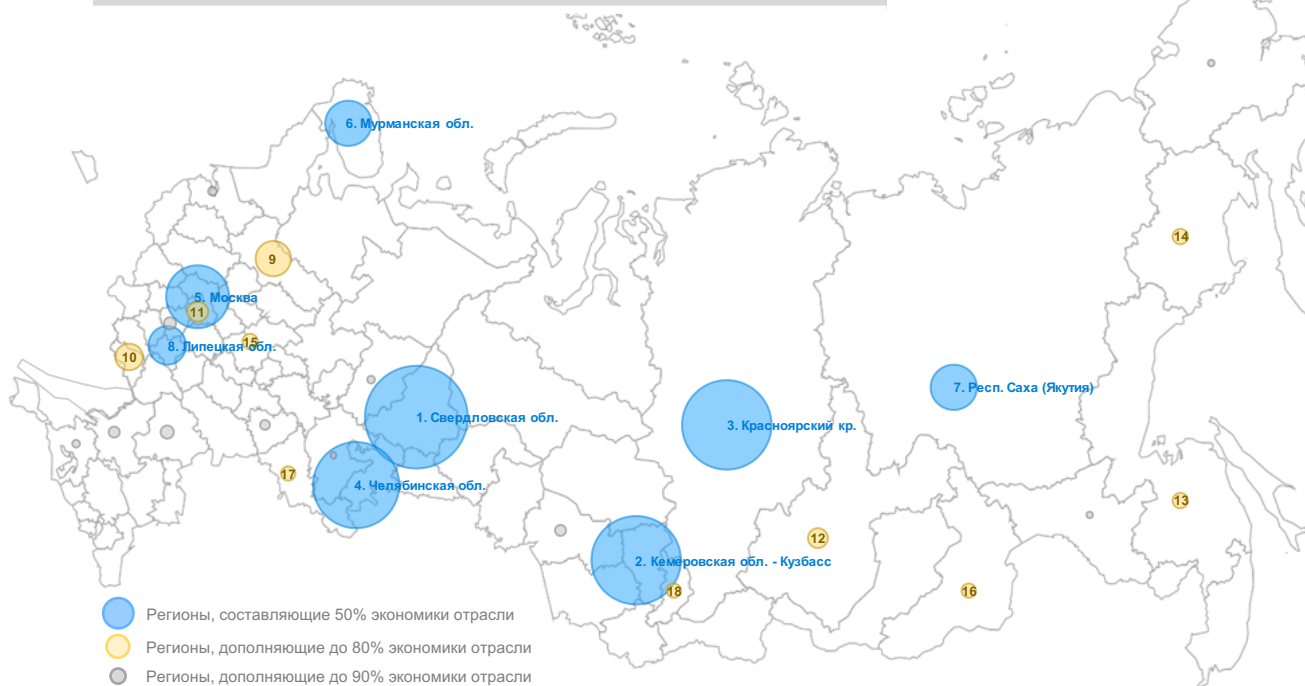 6. Мурманская обл.
14
9
5. Москва
11
15
8. Липецкая обл.
10
7. Респ. Саха (Якутия)
1. Свердловская обл.
3. Красноярский кр.
17
4. Челябинская обл.
13
12
2. Кемеровская обл. - Кузбасс
18
16
Регионы, составляющие 50% экономики отрасли
Регионы, дополняющие до 80% экономики отрасли
Регионы, дополняющие до 90% экономики отрасли